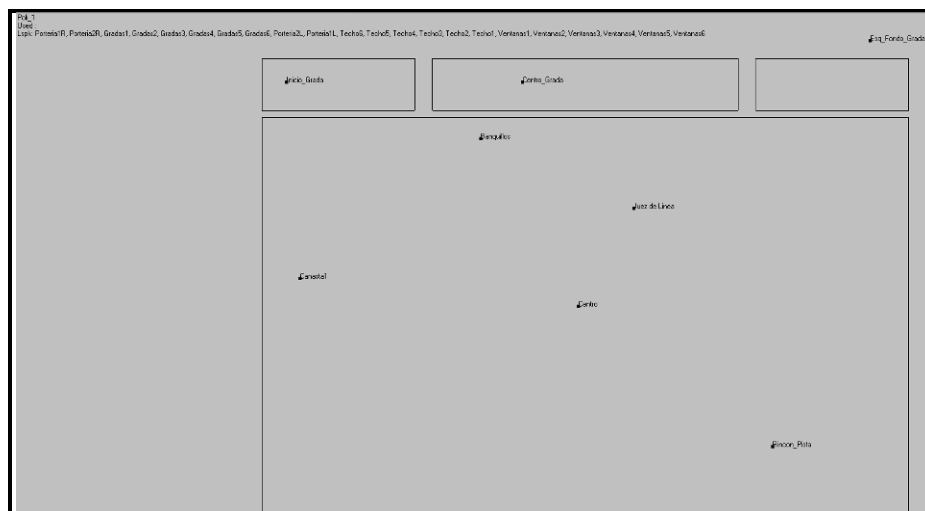 Poli_1
Used :
Lspk: Porteria1R, Porteria2R, Gradas1, Gradas2, Gradas3, Gradas4, Gradas5, Gradas6, Porteria2L, Porteria1L, Techo6, Techo5, Techo4, Techo3, Techo2, Techo1, Ventanas1, Ventanas2, Ventanas3, Ventanas4, Ventanas5, Ventanas6
Esq_Fondo_Grada
Inicio_Grada
Centro_Grada
Banquillos
Juez de Linea
Canasta1
Centro
Rincon_Pista